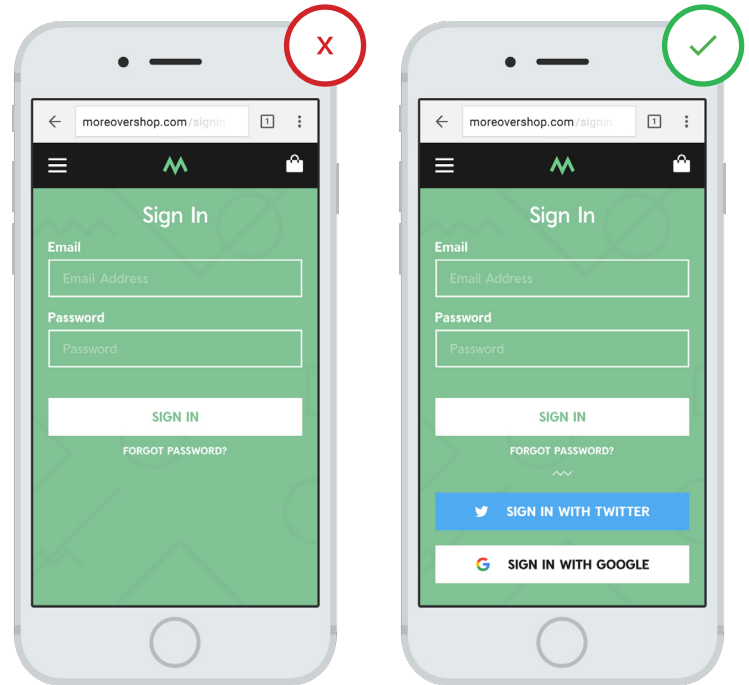 X
moreovershop.com/signin
1
Sign In
Email
Email Address
Password
Password
SIGN IN
FORGOT PASSWORD?
moreovershop.com/signin
1
Sign In
Email
Email Address
Password
Password
SIGN IN
FORGOT PASSWORD?
SIGN IN WITH TWITTER
G SIGN IN WITH GOOGLE